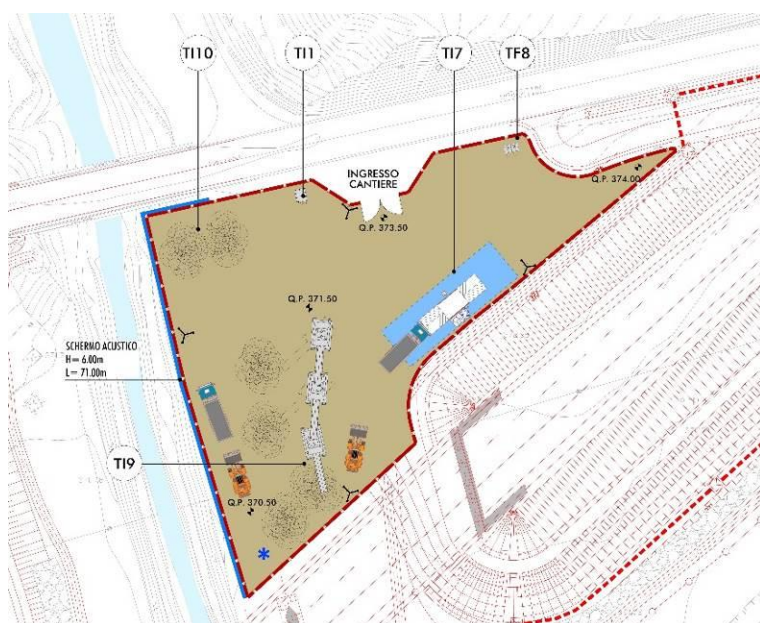 TI10
TI1
TI7
TF8
INGRESSO
CANTIERE
Q.P. 374.00
Q.P. 373.50
Q.P. 371.50
SCHERMO ACUSTICO
H= 6.00m
L= 71.00m
TI9
Q.P. 370.50
*